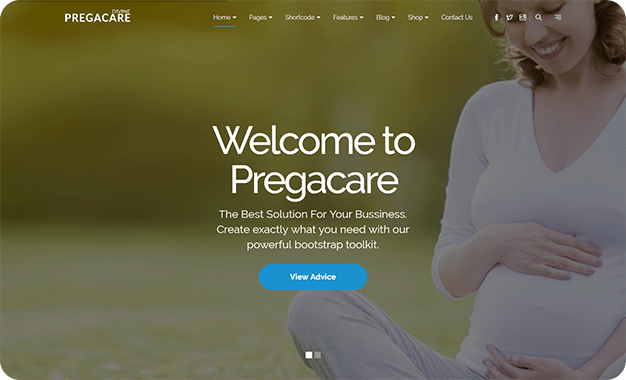 DIVINE
PREGACARE
Home Pages Shortcode Features Blog Shop Contact Us
Welcome to
Pregacare
The Best Solution For Your Bussiness.
Create exactly what you need with our
powerful bootstrap toolkit.
View Advice